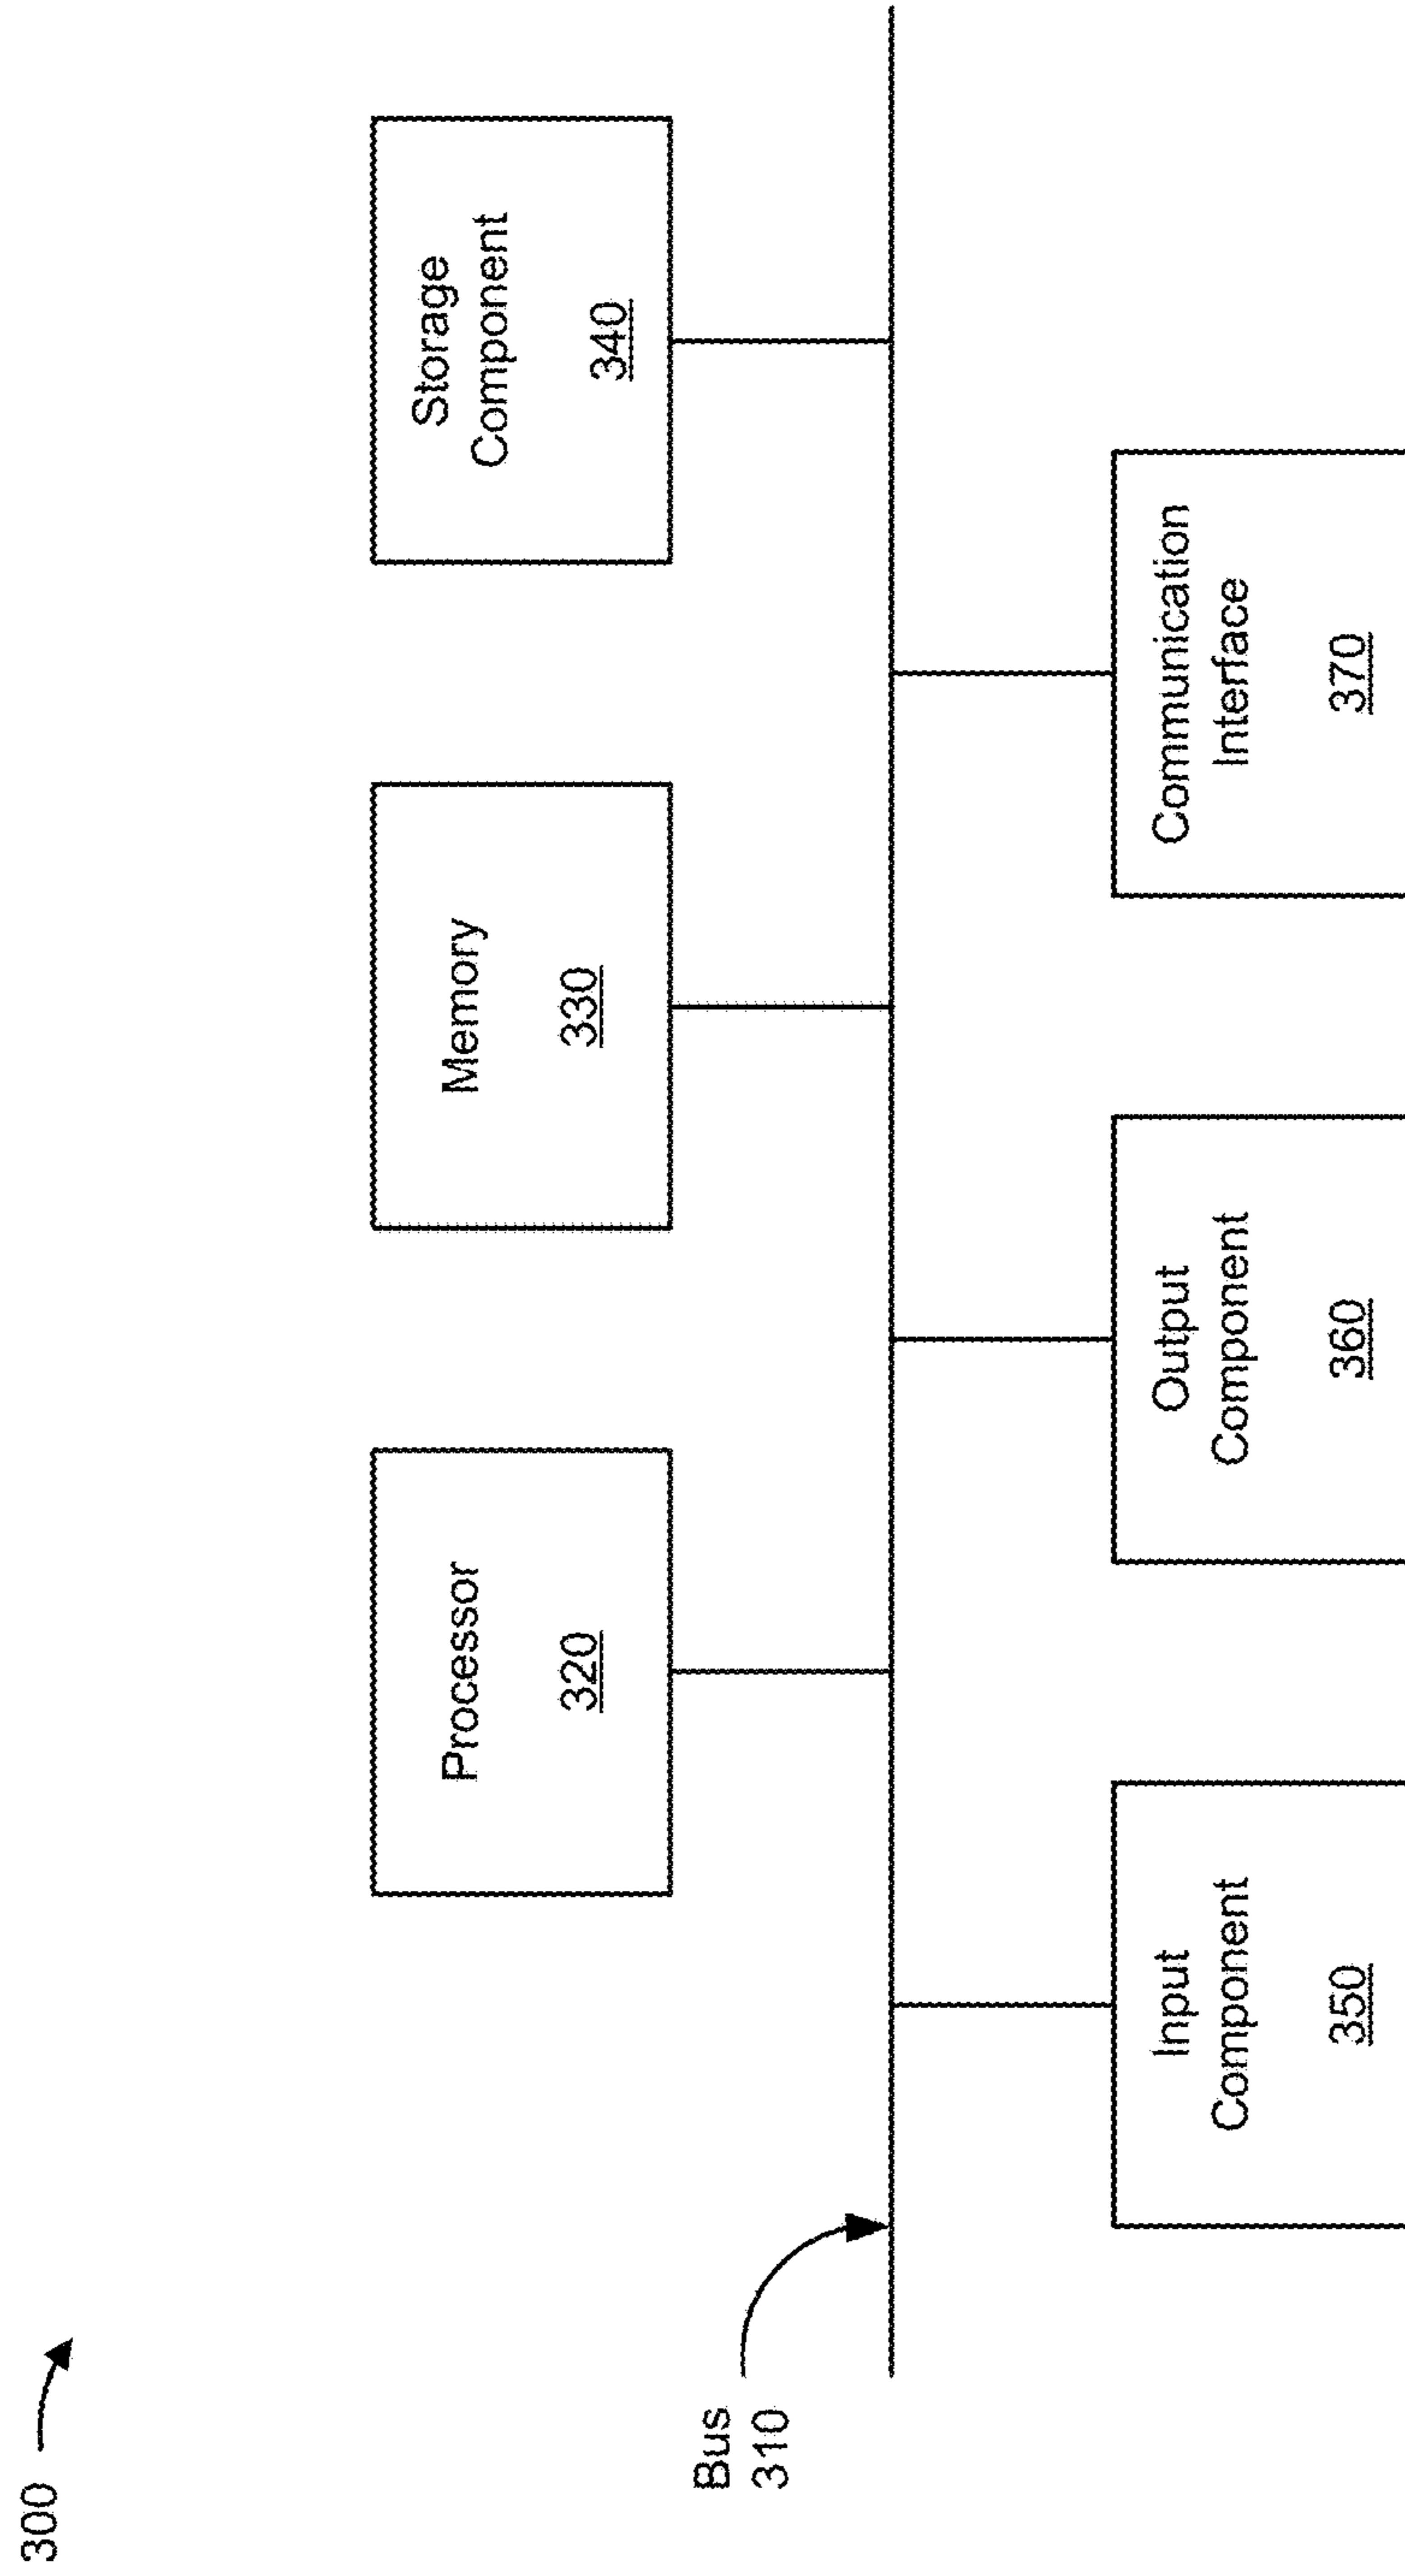 300
Bus
310
Processor
320
Memory
330
Storage
Component
340
Input
Component
350
Output
Component
360
Communication
Interface
370